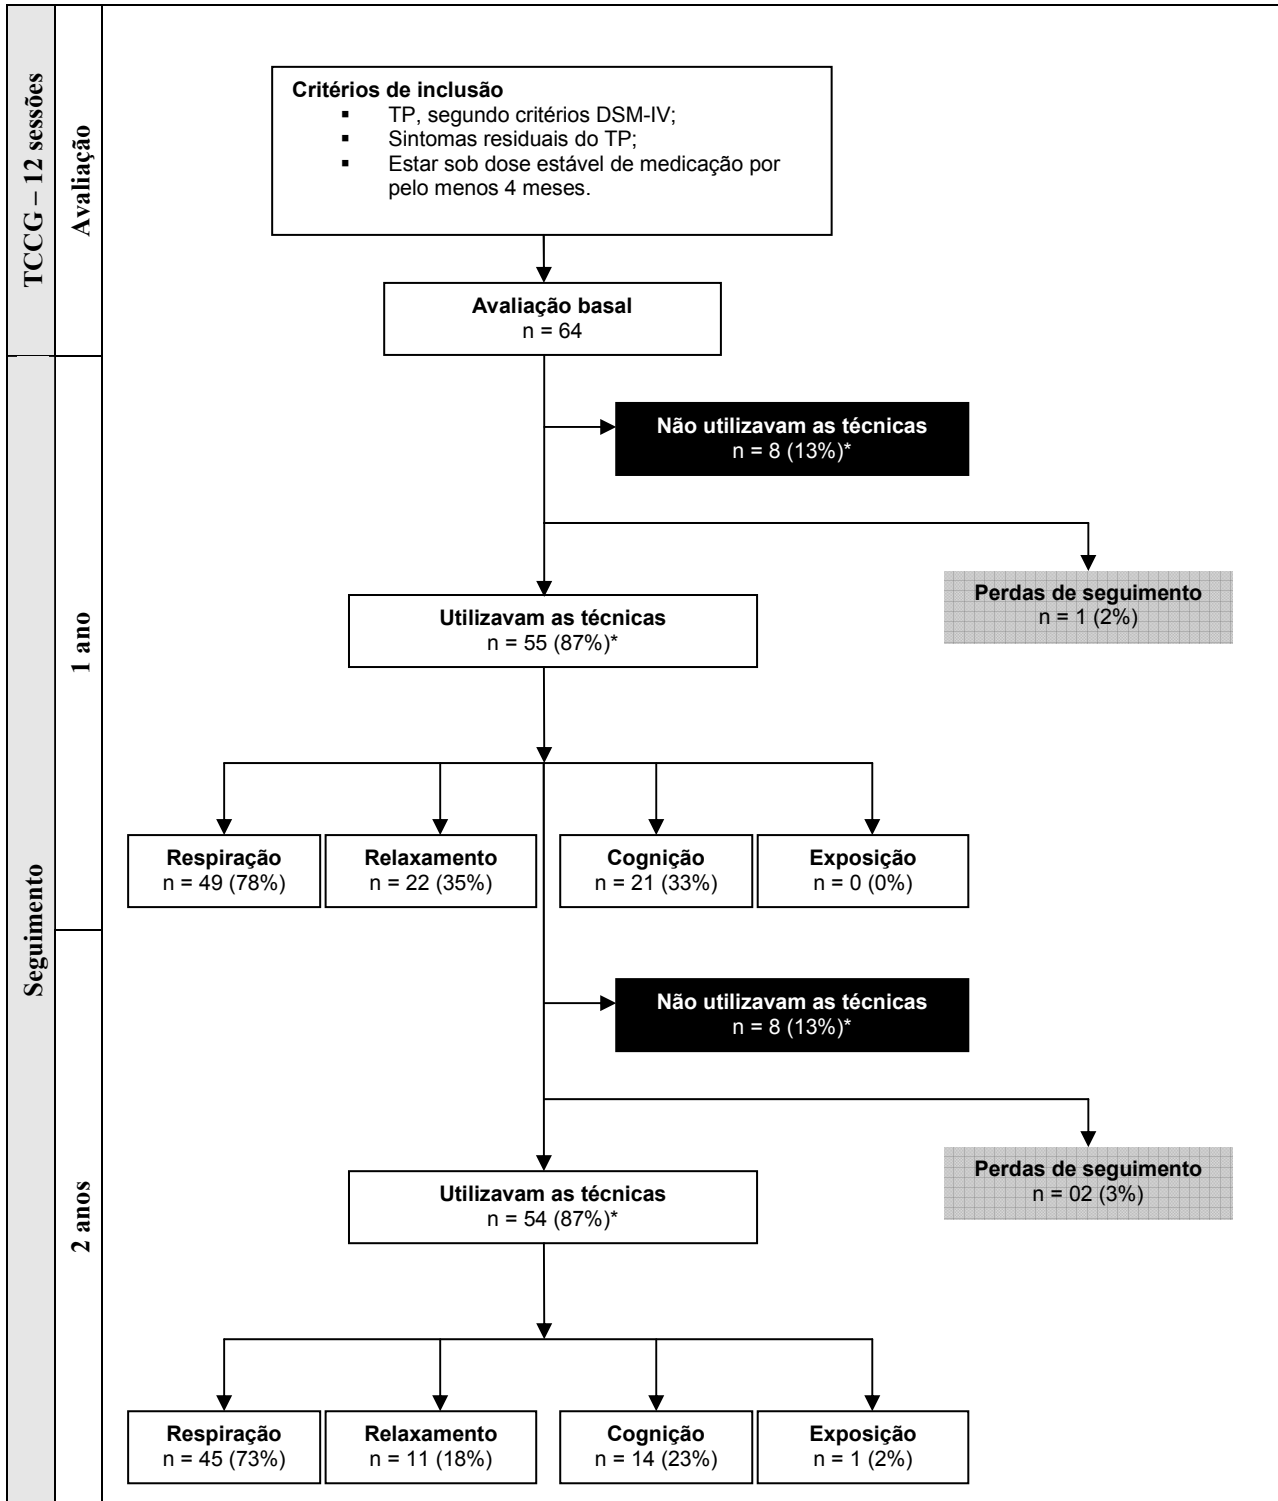 TCCG – 12 sessões
Avaliação
Critérios de inclusão
▪ TP, segundo critérios DSM-IV;
▪ Sintomas residuais do TP;
▪ Estar sob dose estável de medicação por
pelo menos 4 meses.
Avaliação basal
n = 64
Seguimento
1 ano
Não utilizavam as técnicas
n = 8 (13%)*
Perdas de seguimento
n = 1 (2%)
Utilizavam as técnicas
n = 55 (87%)*
Respiração
n = 49 (78%)
Relaxamento
n = 22 (35%)
Cognição
n = 21 (33%)
Exposição
n = 0 (0%)
2 anos
Não utilizavam as técnicas
n = 8 (13%)*
Perdas de seguimento
n = 02 (3%)
Utilizavam as técnicas
n = 54 (87%)*
Respiração
n = 45 (73%)
Relaxamento
n = 11 (18%)
Cognição
n = 14 (23%)
Exposição
n = 1 (2%)